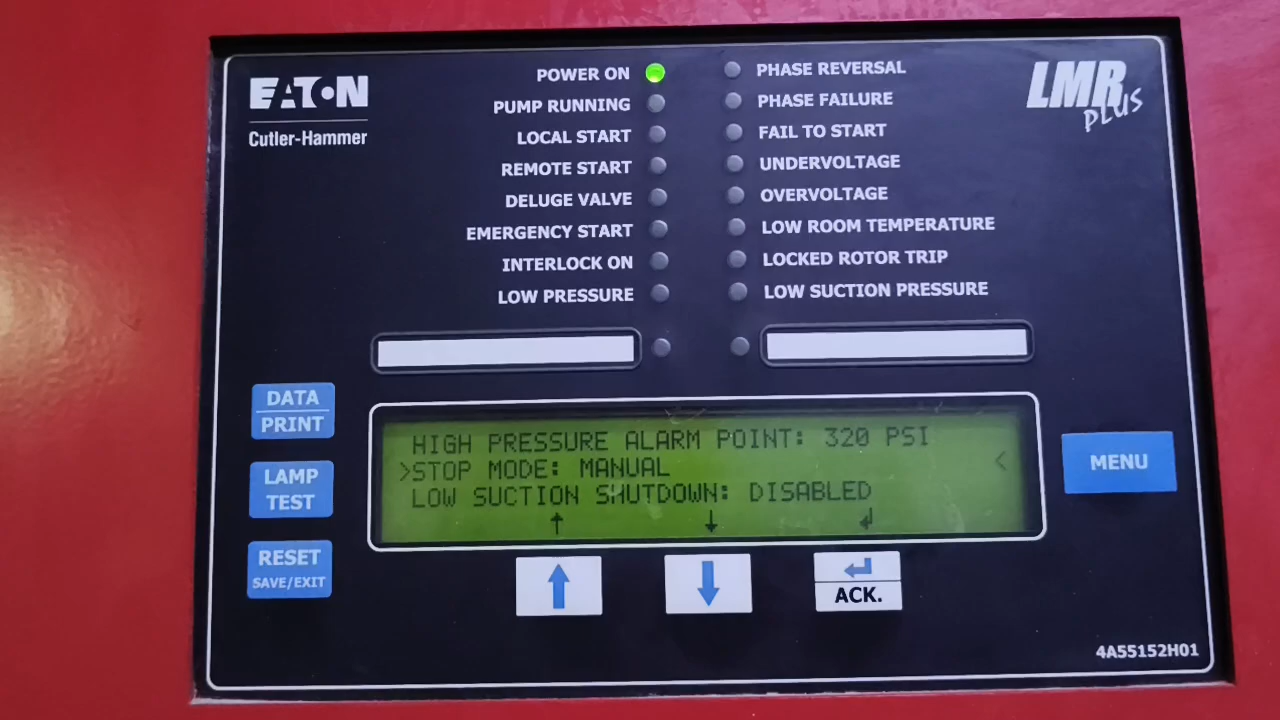 EATON
Cutler-Hammer
LMR
PLUS
POWER ON
PUMP RUNNING
LOCAL START
REMOTE START
DELUGE VALVE
EMERGENCY START
INTERLOCK ON
LOW PRESSURE
PHASE REVERSAL
PHASE FAILURE
FAIL TO START
UNDERVOLTAGE
OVERVOLTAGE
LOW ROOM TEMPERATURE
LOCKED ROTOR TRIP
LOW SUCTION PRESSURE
DATA
PRINT
LAMP
TEST
RESET
SAVE/EXIT
HIGH PRESSURE ALARM POINT: 320 PSI
>STOP MODE: MANUAL <
LOW SUCTION SHUTDOWN: DISABLED
↑ ↓ ↲
MENU
ACK.
4A55152H01